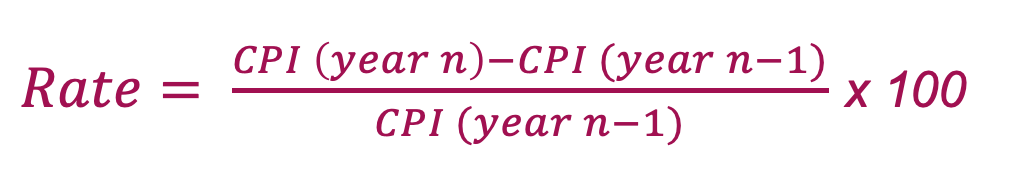 Rate = CPI (year n)−CPI (year n−1)
CPI (year n−1)
x 100